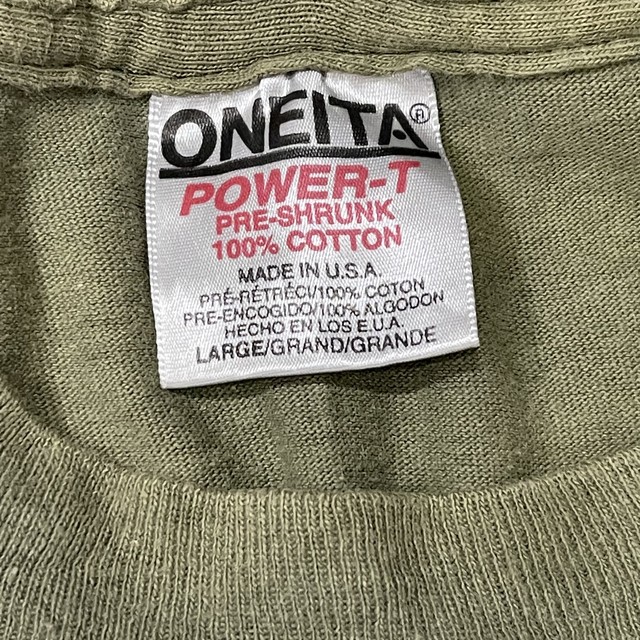 ONEITA®
POWER-T
PRE-SHRUNK
100% COTTON
MADE IN U.S.A.
PRÉ-RÉTRÉCI/100% COTON
PRE-ENCOGIDO/100% ALGODON
HECHO EN LOS E.U.A.
LARGE/GRAND/GRANDE